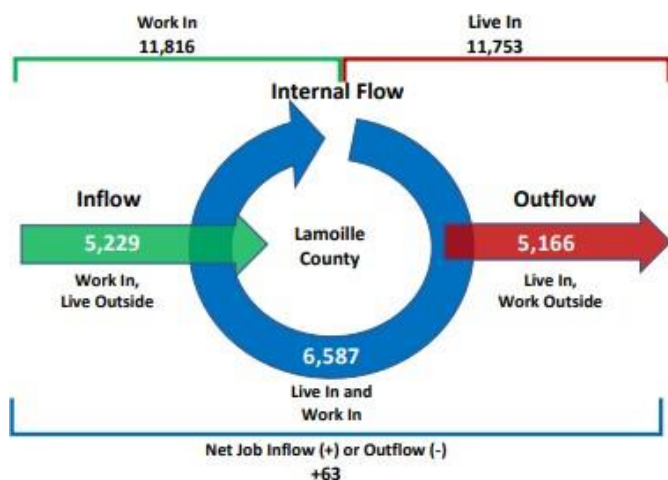 Work In
11,816
Live In
11,753
Internal Flow
Inflow
5,229
Work In,
Live Outside
Lamoille
County
Outflow
5,166
Live In,
Work Outside
6,587
Live In and
Work In
Net Job Inflow (+) or Outflow (-)
+63